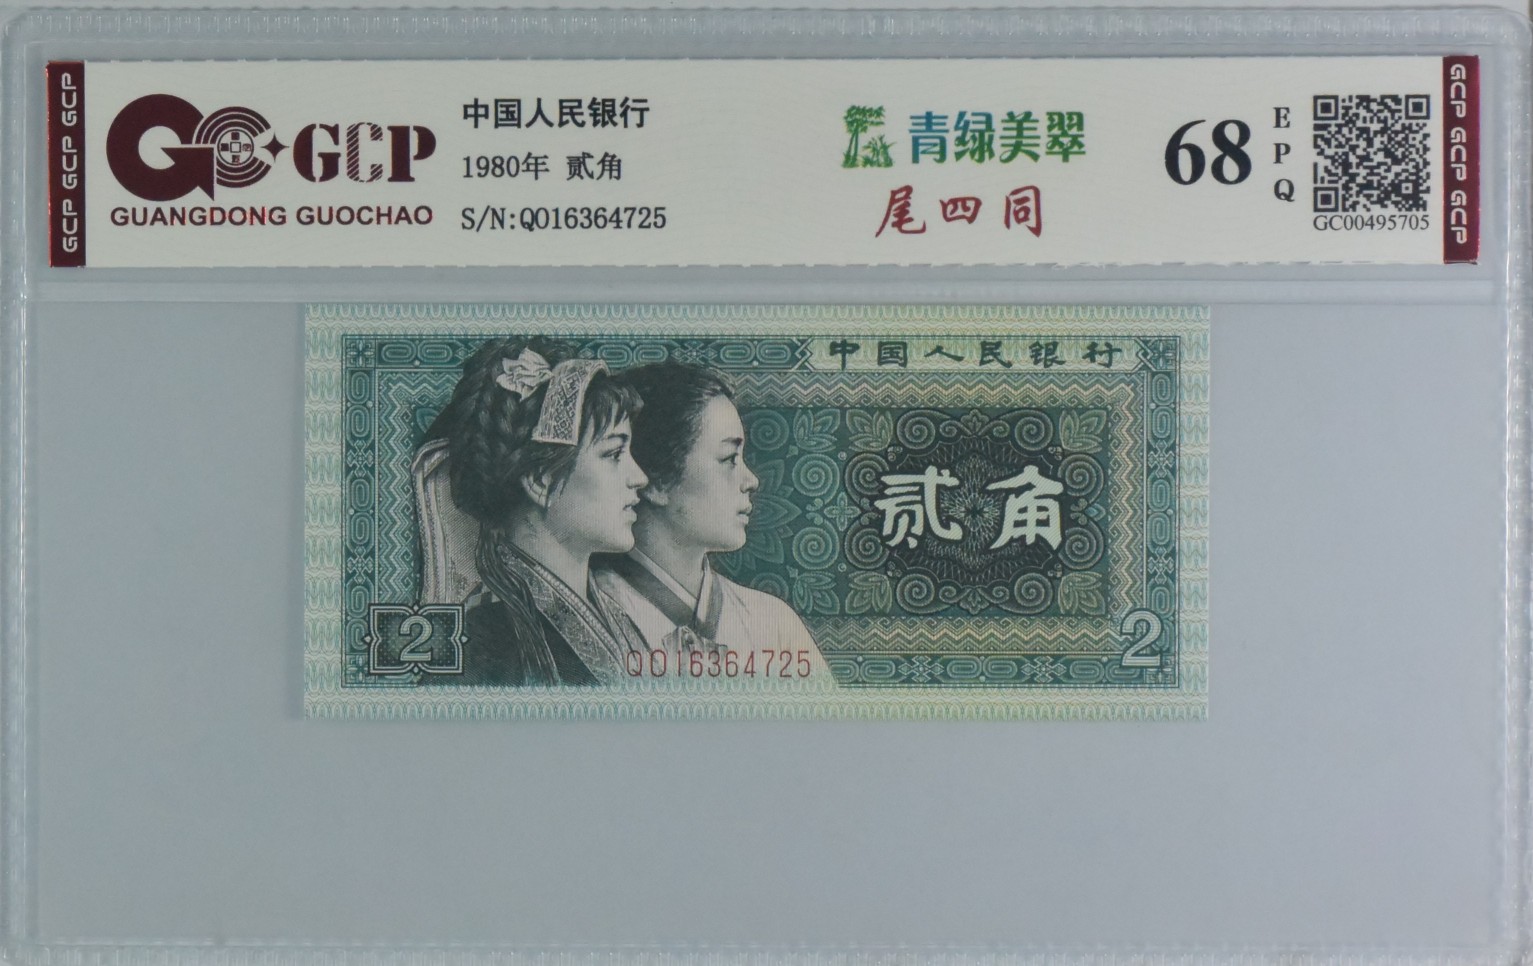 GCP GCP GCP
GCP
GUANGDONG GUOCHAO
中国人民银行
1980年 贰角
S/N:QO16364725
青绿美翠
尾四同
68
EPQ
GC00495705
GCP GCP GCP
中国人民银行
贰角
2
QO16364725
2